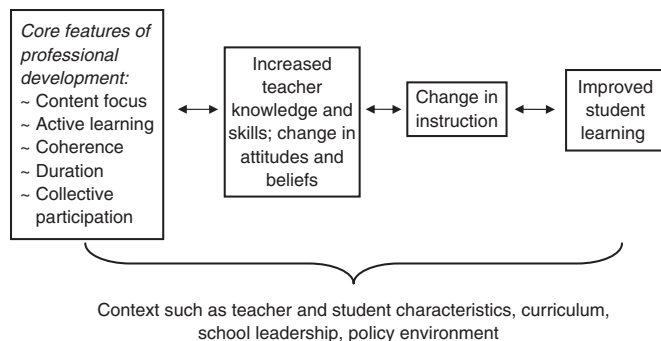 Core features of
professional
development:
~ Content focus
~ Active learning
~ Coherence
~ Duration
~ Collective
participation
Increased
teacher
knowledge and
skills; change in
attitudes and
beliefs
Change in
instruction
Improved
student
learning
Context such as teacher and student characteristics, curriculum,
school leadership, policy environment